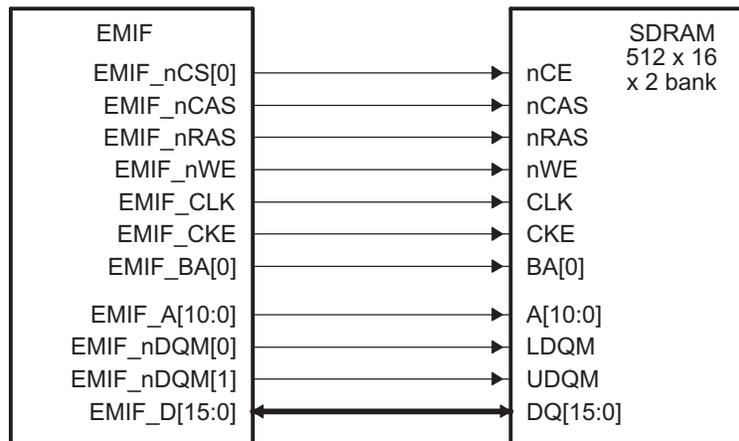 EMIF
SDRAM
512 x 16
x 2 bank
EMIF_nCS[0]
nCE
EMIF_nCAS
nCAS
EMIF_nRAS
nRAS
EMIF_nWE
nWE
EMIF_CLK
CLK
EMIF_CKE
CKE
EMIF_BA[0]
BA[0]
EMIF_A[10:0]
A[10:0]
EMIF_nDQM[0]
LDQM
EMIF_nDQM[1]
UDQM
EMIF_D[15:0]
DQ[15:0]